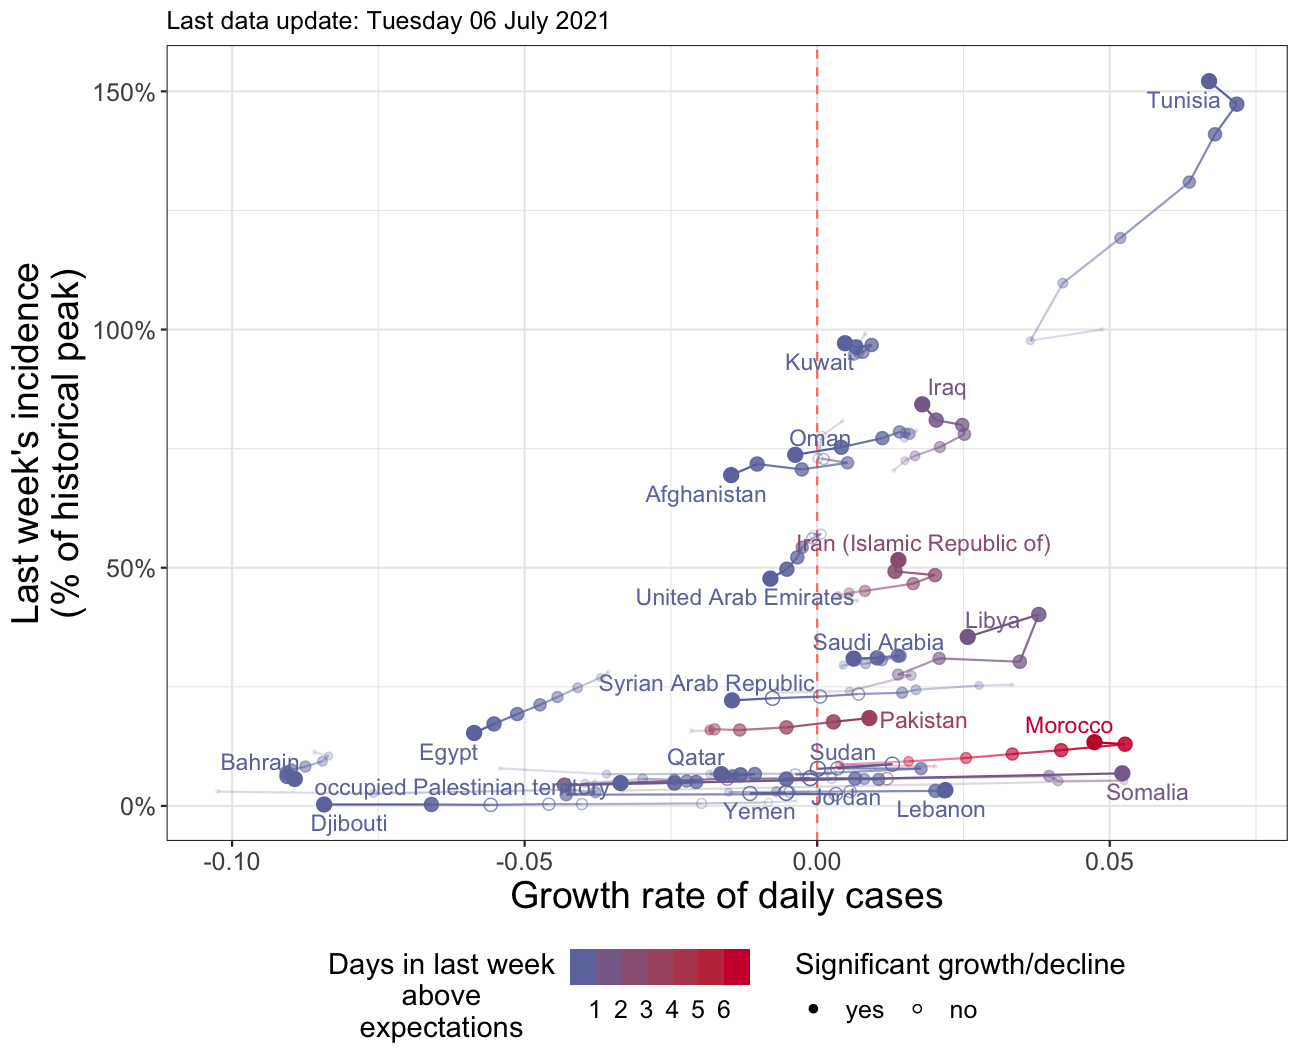 Last data update: Tuesday 06 July 2021
Last week's incidence
(% of historical peak)
150%
100%
50%
0%
Tunisia
Kuwait
Iraq
Oman
Afghanistan
Iran (Islamic Republic of)
United Arab Emirates
Libya
Saudi Arabia
Syrian Arab Republic
Pakistan
Morocco
Egypt
Bahrain
Qatar
Sudan
occupied Palestinian territory
Somalia
Yemen
Jordan
Lebanon
Djibouti
-0.10
-0.05
0.00
0.05
Growth rate of daily cases
Days in last week
above
expectations
1 2 3 4 5 6
Significant growth/decline
yes
no